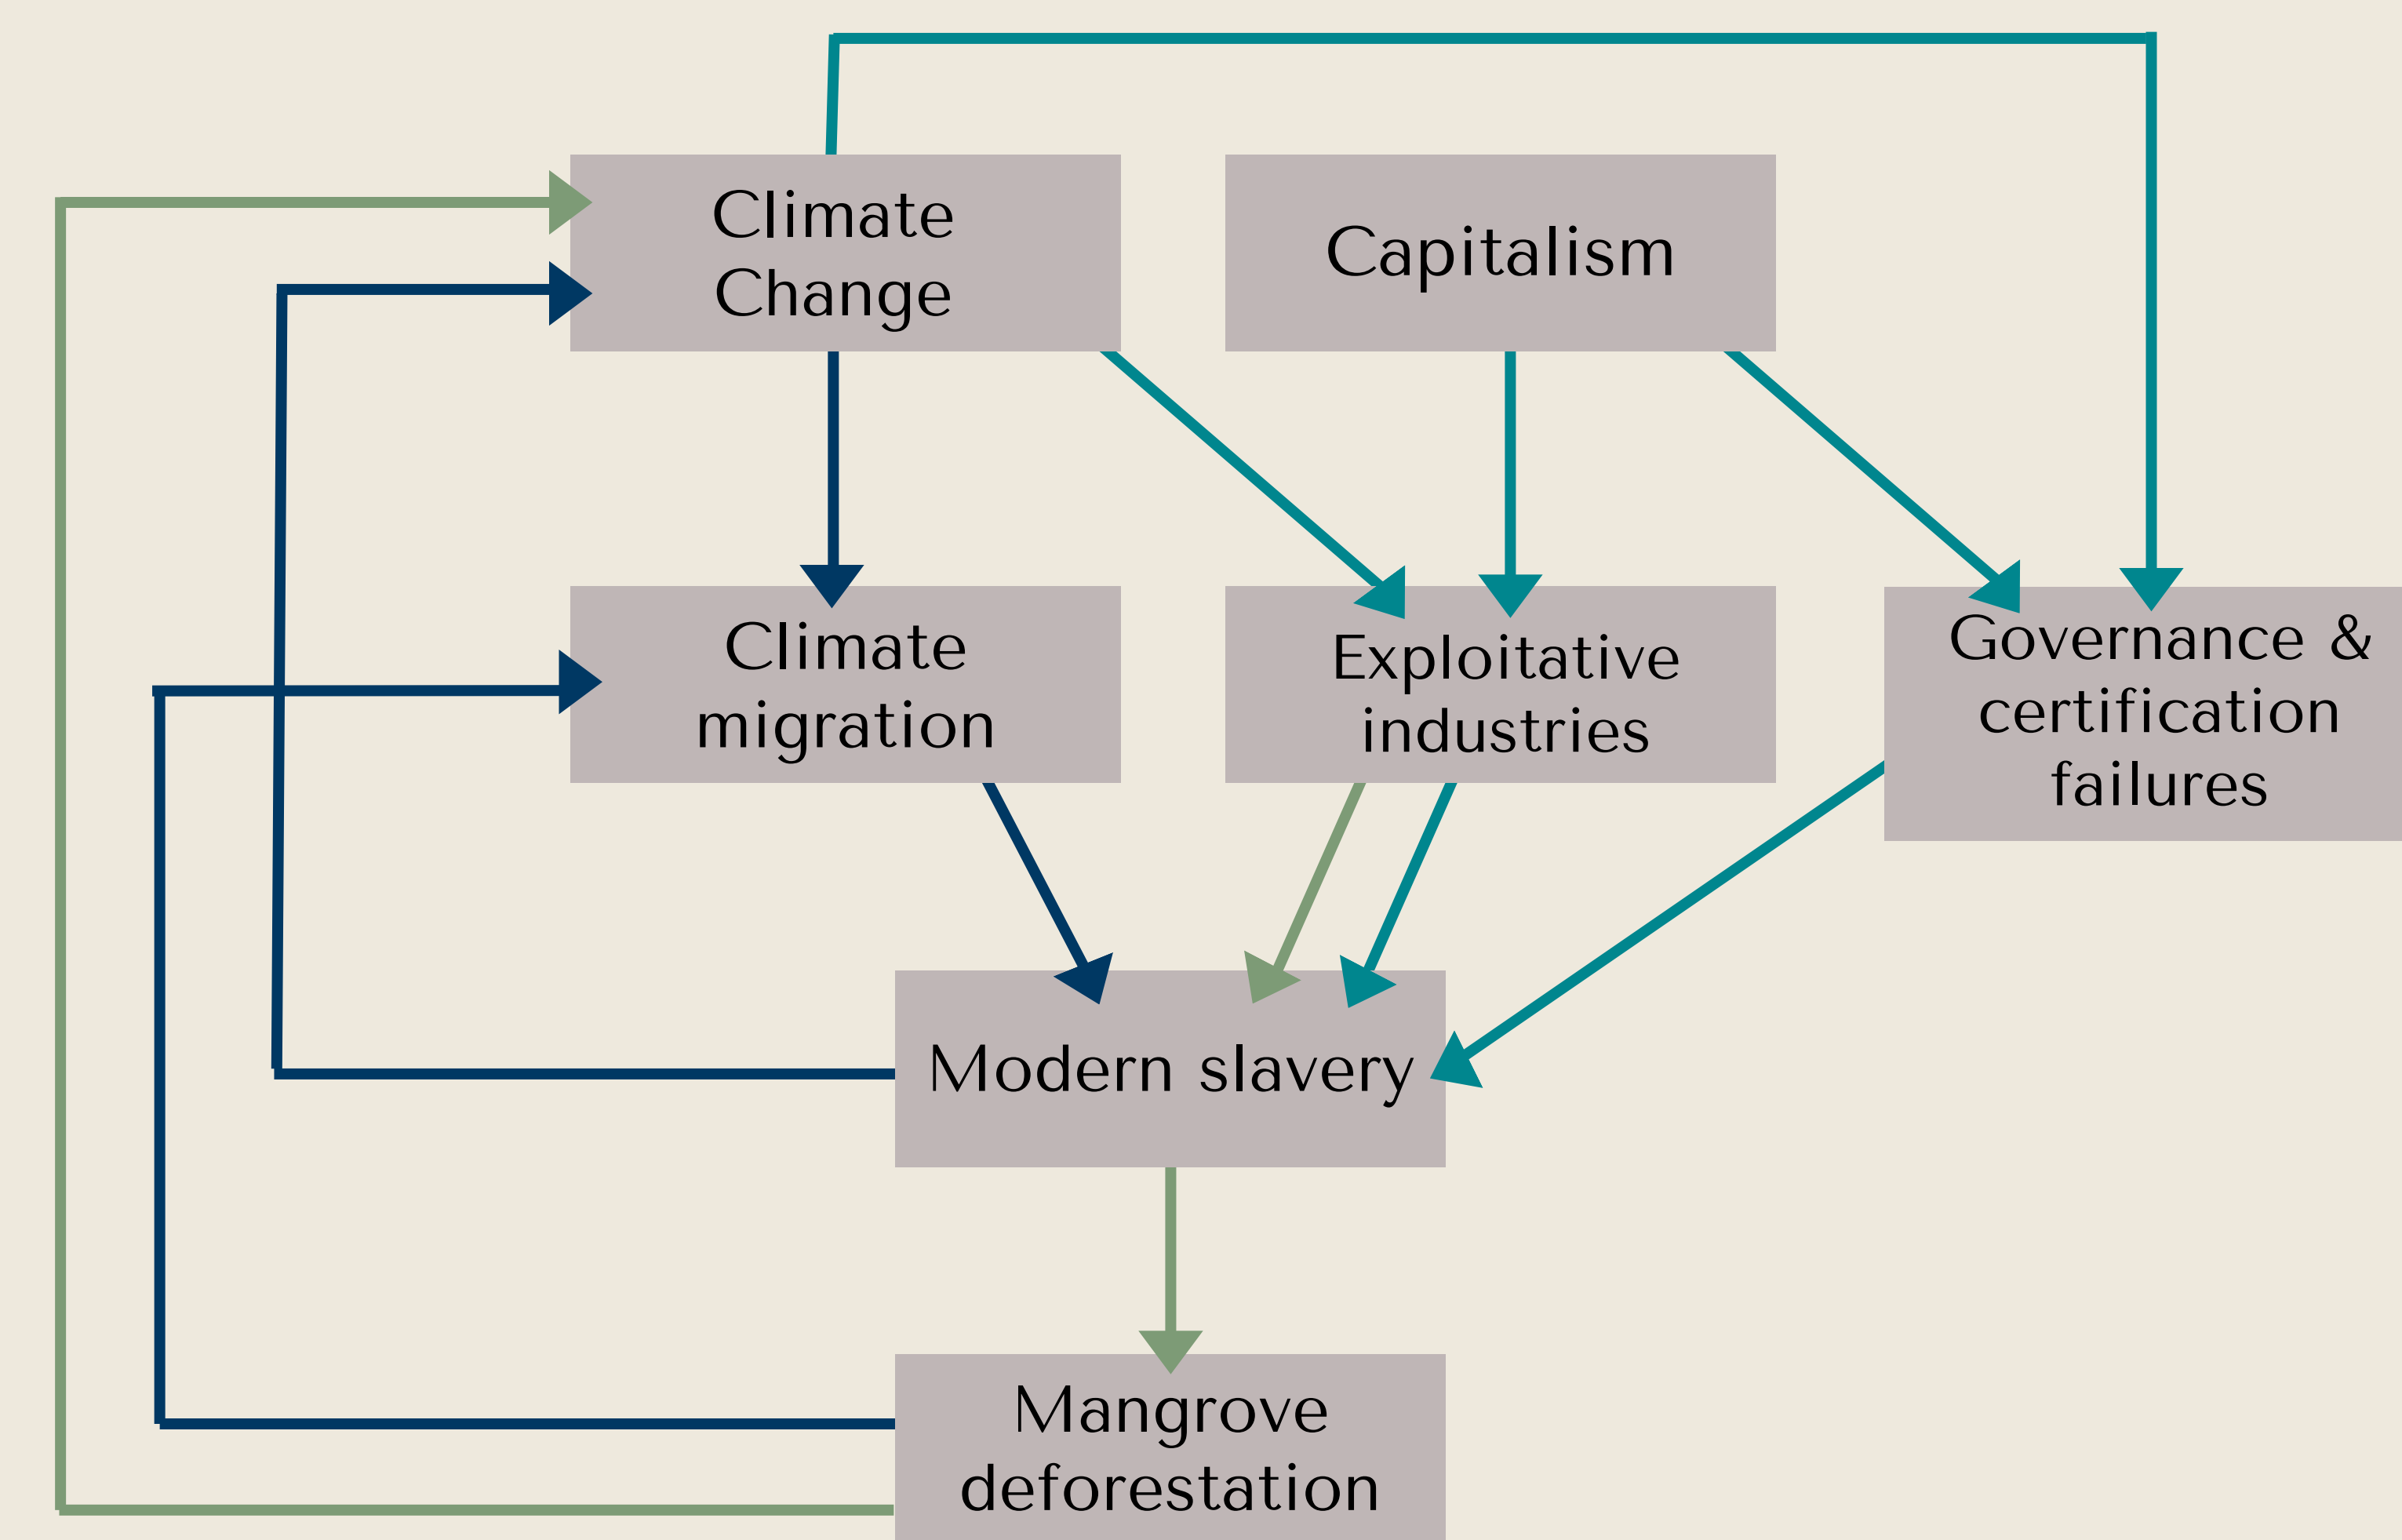 Climate
Change
Capitalism
Climate
migration
Exploitative
industries
Governance &
certification
failures
Modern slavery
Mangrove
deforestation